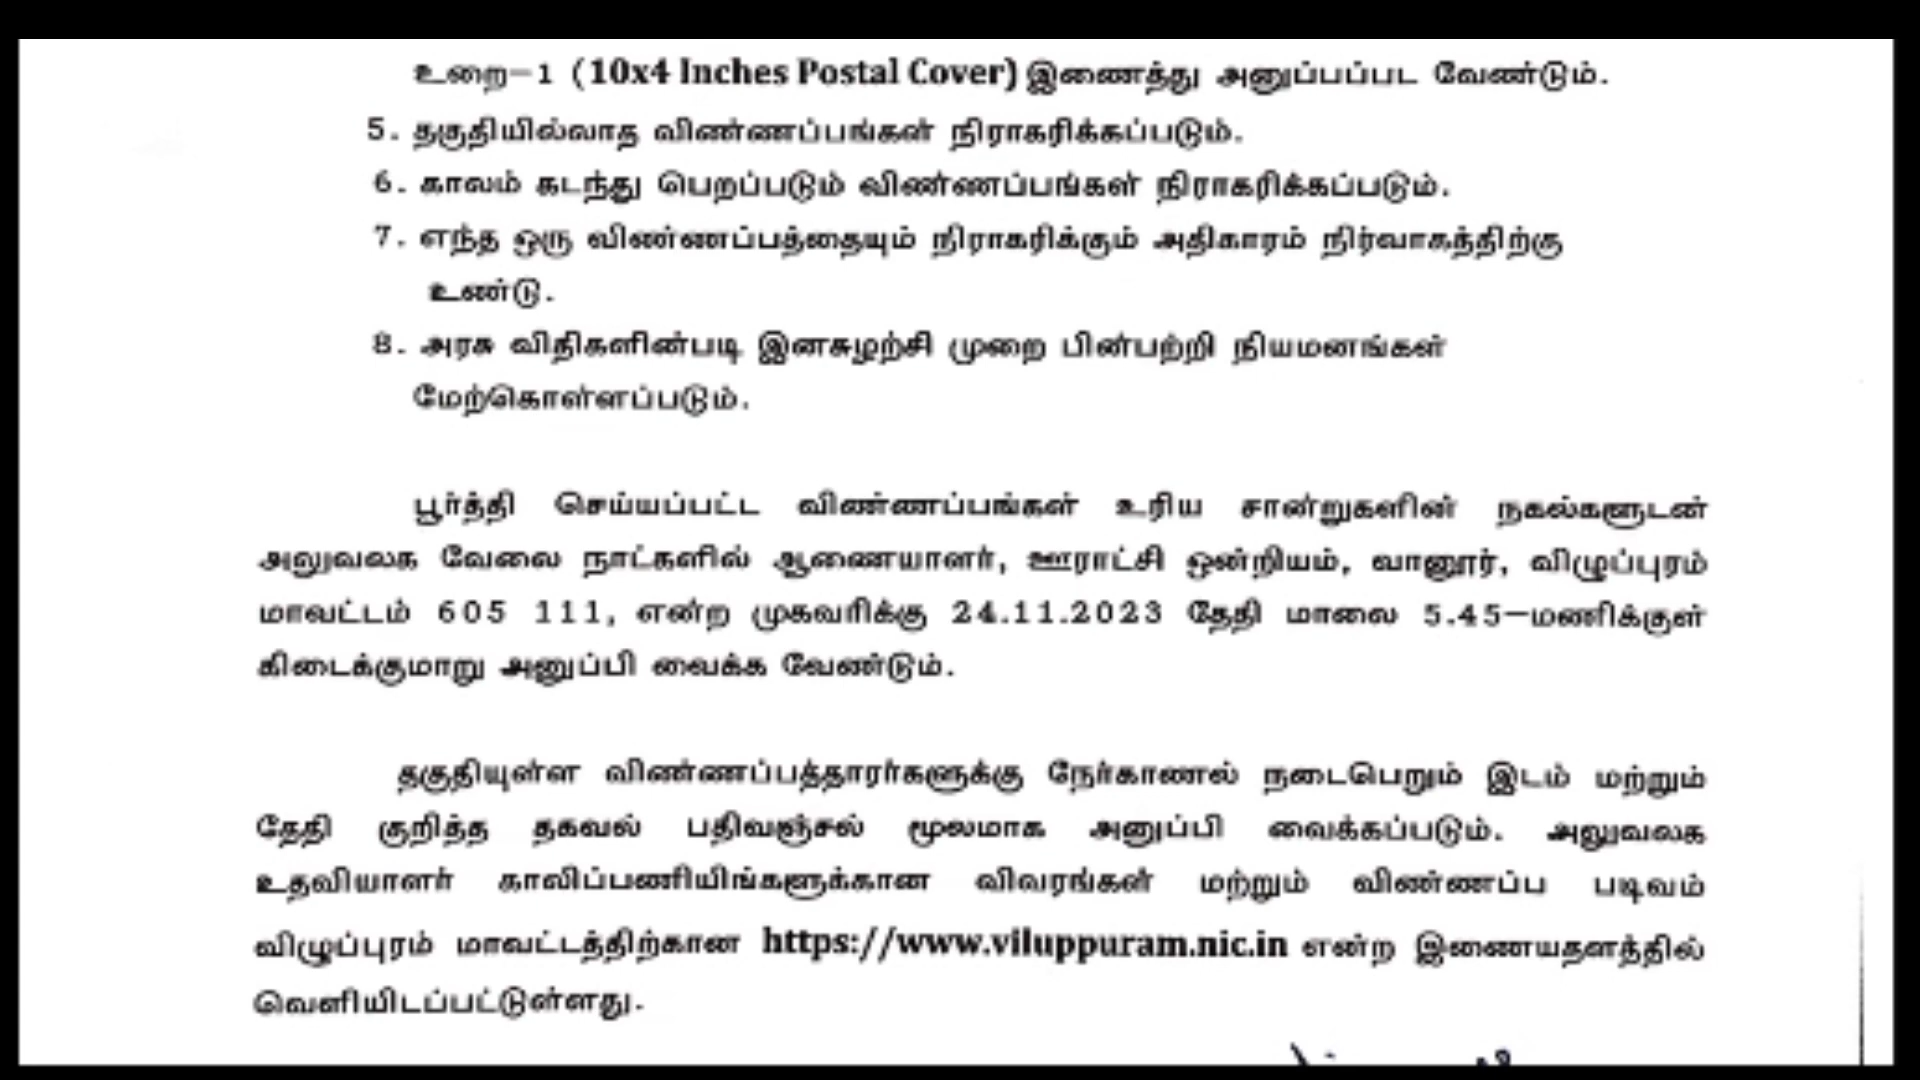 உறை-1 (10x4 Inches Postal Cover) இணைத்து அனுப்பப்பட வேண்டும்.
5. தகுதியில்லாத விண்ணப்பங்கள் நிராகரிக்கப்படும்.
6. காலம் கடந்து பெறப்படும் விண்ணப்பங்கள் நிராகரிக்கப்படும்.
7. எந்த ஒரு விண்ணப்பத்தையும் நிராகரிக்கும் அதிகாரம் நிர்வாகத்திற்கு
உண்டு.
8. அரசு விதிகளின்படி இனசுழற்சி முறை பின்பற்றி நியமனங்கள்
மேற்கொள்ளப்படும்.
பூர்த்தி செய்யப்பட்ட விண்ணப்பங்கள் உரிய சான்றுகளின் நகல்களுடன்
அலுவலக வேலை நாட்களில் ஆணையாளர், ஊராட்சி ஒன்றியம், வானூர், விழுப்புரம்
மாவட்டம் 605 111, என்ற முகவரிக்கு 24.11.2023 தேதி மாலை 5.45-மணிக்குள்
கிடைக்குமாறு அனுப்பி வைக்க வேண்டும்.
தகுதியுள்ள விண்ணப்பத்தாரர்களுக்கு நேர்காணல் நடைபெறும் இடம் மற்றும்
தேதி குறித்த தகவல் பதிவஞ்சல் மூலமாக அனுப்பி வைக்கப்படும். அலுவலக
உதவியாளர் காலிப்பணியிங்களுக்கான விவரங்கள் மற்றும் விண்ணப்ப படிவம்
விழுப்புரம் மாவட்டத்திற்கான https://www.viluppuram.nic.in என்ற இணையதளத்தில்
வெளியிடப்பட்டுள்ளது.